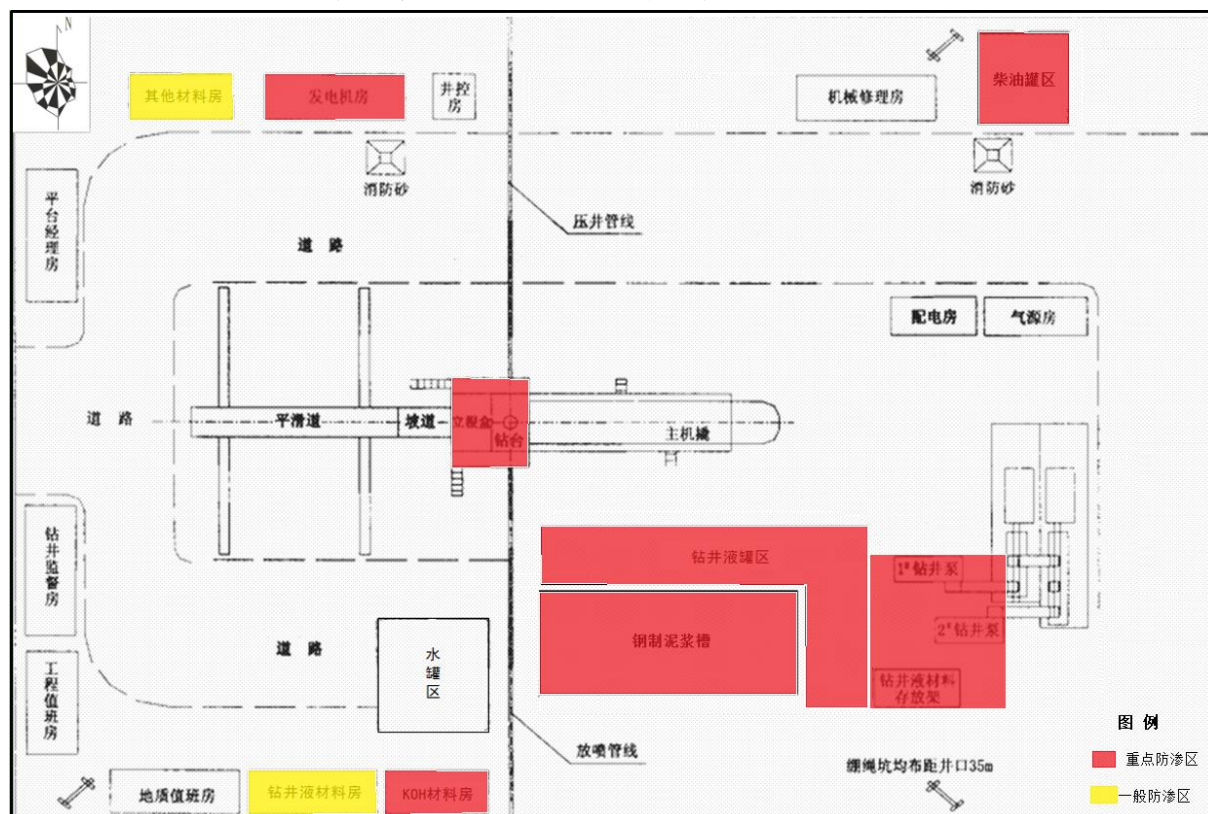 N
其他材料房
发电机房
井控
房
机械修理房
柴油罐区
消防砂
消防砂
平台经理房
压井管线
道 路
配电房
气源房
道 路
平滑道
坡道
立根盒
钻台
主机撬
钻井监督房
钻井液罐区
1#钻井泵
钢制泥浆槽
2#钻井泵
道 路
水罐区
工程值班房
钻井液材料
存放架
图 例
放喷管线
绷绳坑均布距井口35m
重点防渗区
地质值班房
钻井液材料房
KOH材料房
一般防渗区